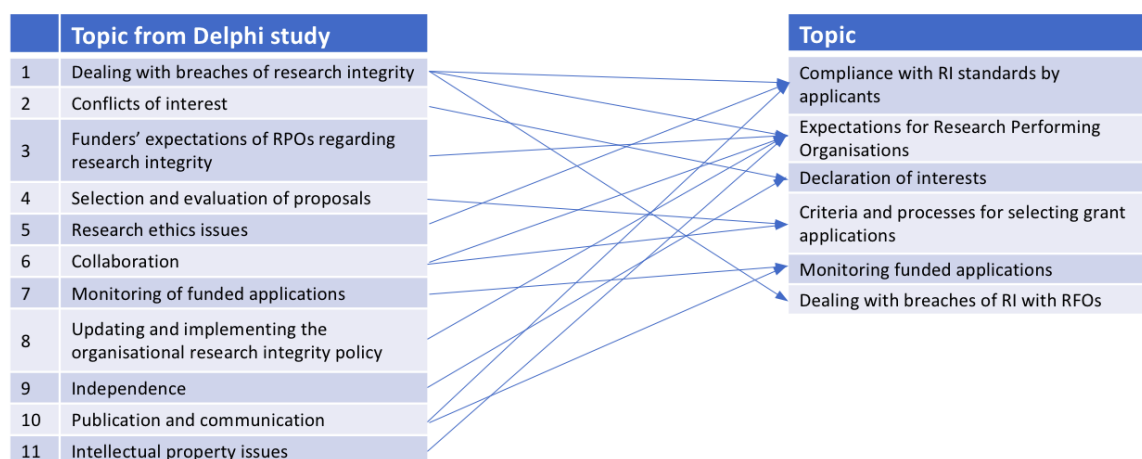 Topic from Delphi study
1 Dealing with breaches of research integrity
2 Conflicts of interest
3 Funders’ expectations of RPOs regarding
research integrity
4 Selection and evaluation of proposals
5 Research ethics issues
6 Collaboration
7 Monitoring of funded applications
8 Updating and implementing the
organisational research integrity policy
9 Independence
10 Publication and communication
11 Intellectual property issues
Topic
Compliance with RI standards by
applicants
Expectations for Research Performing
Organisations
Declaration of interests
Criteria and processes for selecting grant
applications
Monitoring funded applications
Dealing with breaches of RI with RFOs